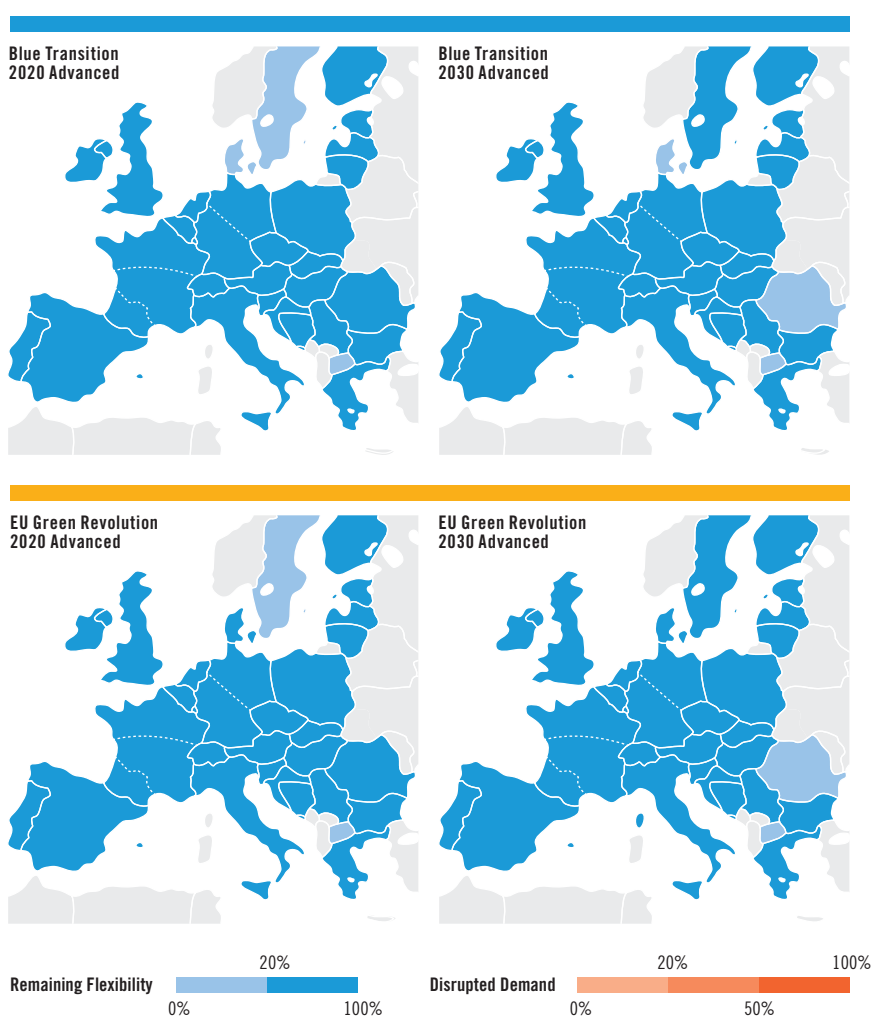 Blue Transition
2020 Advanced
Blue Transition
2030 Advanced
EU Green Revolution
2020 Advanced
EU Green Revolution
2030 Advanced
20%
Remaining Flexibility
0%
100%
20%
100%
Disrupted Demand
0%
50%